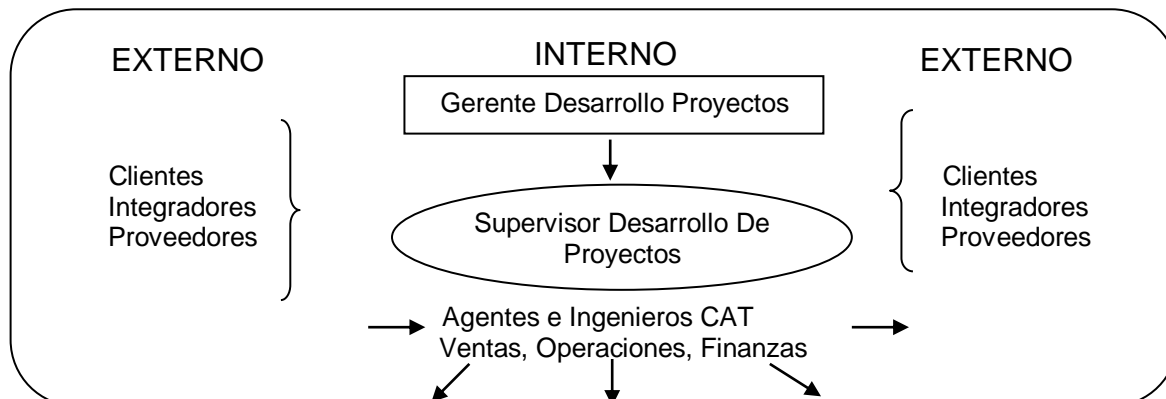 EXTERNO
INTERNO
EXTERNO
Gerente Desarrollo Proyectos
Clientes
Integradores
Proveedores
Supervisor Desarrollo De
Proyectos
Clientes
Integradores
Proveedores
Agentes e Ingenieros CAT
Ventas, Operaciones, Finanzas